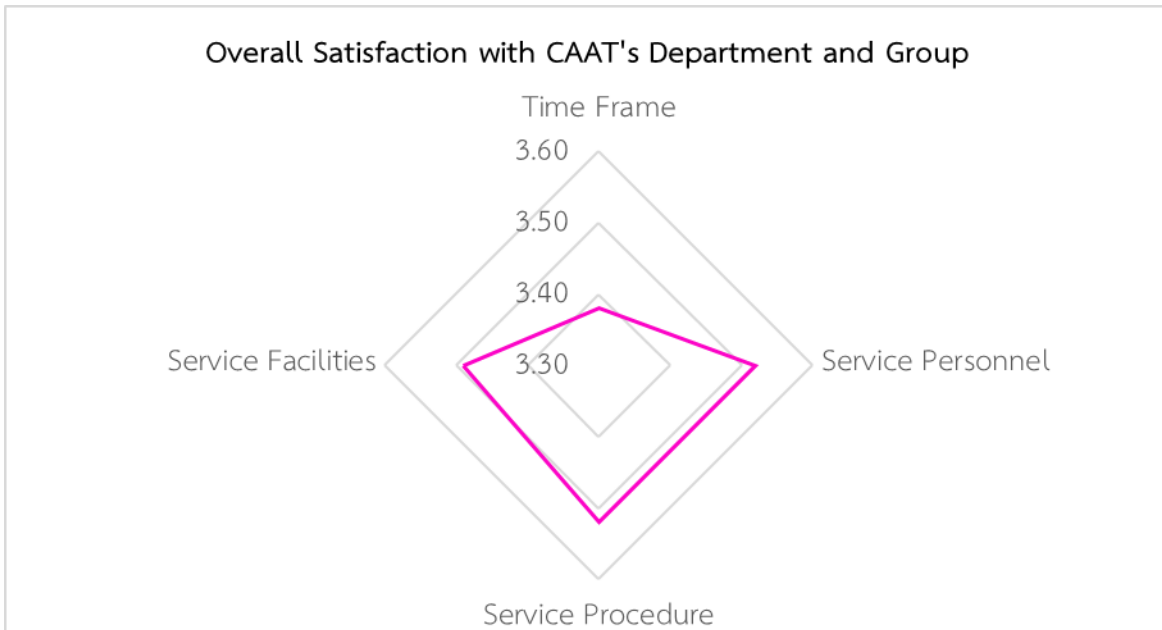 Overall Satisfaction with CAAT's Department and Group
Time Frame
3.60
3.50
3.40
3.30
Service Facilities
Service Personnel
Service Procedure